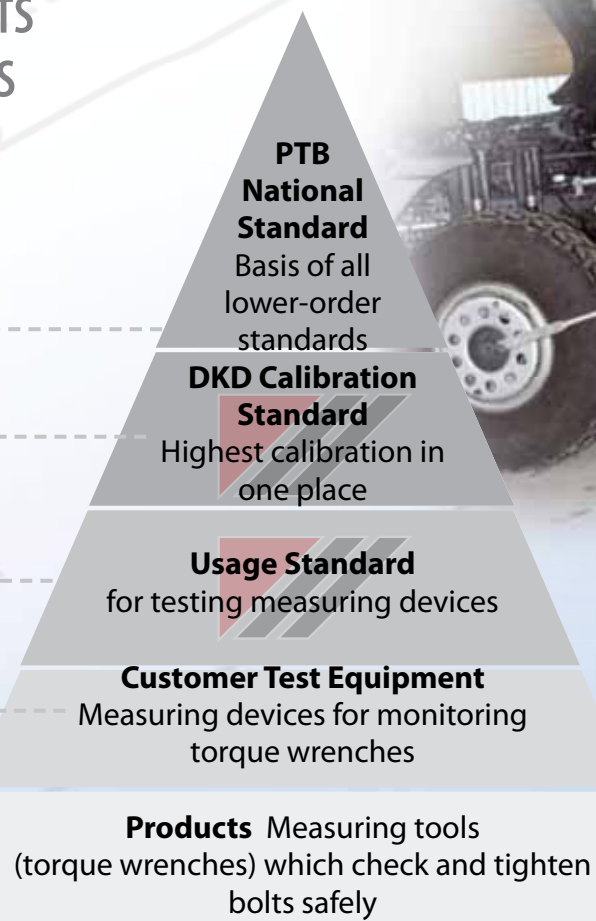 TS
S
PTB
National
Standard
Basis of all
lower-order
standards
DKD Calibration
Standard
Highest calibration in
one place
Usage Standard
for testing measuring devices
Customer Test Equipment
Measuring devices for monitoring
torque wrenches
Products Measuring tools
(torque wrenches) which check and tighten
bolts safely